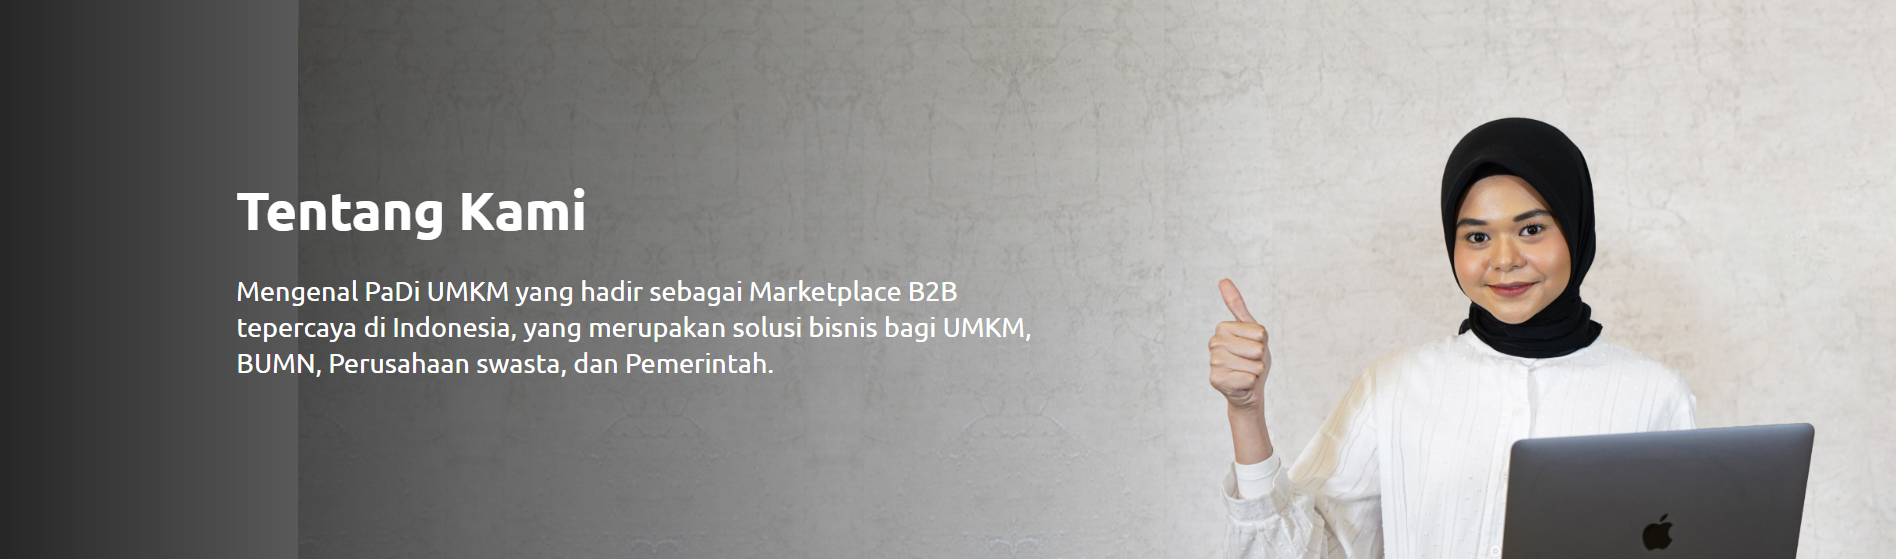 Tentang Kami
Mengenal PaDi UMKM yang hadir sebagai Marketplace B2B
tepercaya di Indonesia, yang merupakan solusi bisnis bagi UMKM,
BUMN, Perusahaan swasta, dan Pemerintah.